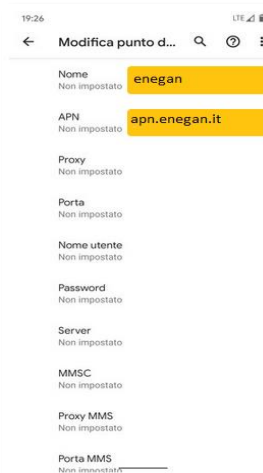 19:26
LTE
Modifica punto d...
Nome
Non impostato
enegan
APN
Non impostato
apn.enegan.it
Proxy
Non impostato
Porta
Non impostato
Nome utente
Non impostato
Password
Non impostato
Server
Non impostato
MMSC
Non impostato
Proxy MMS
Non impostato
Porta MMS
Non impostato